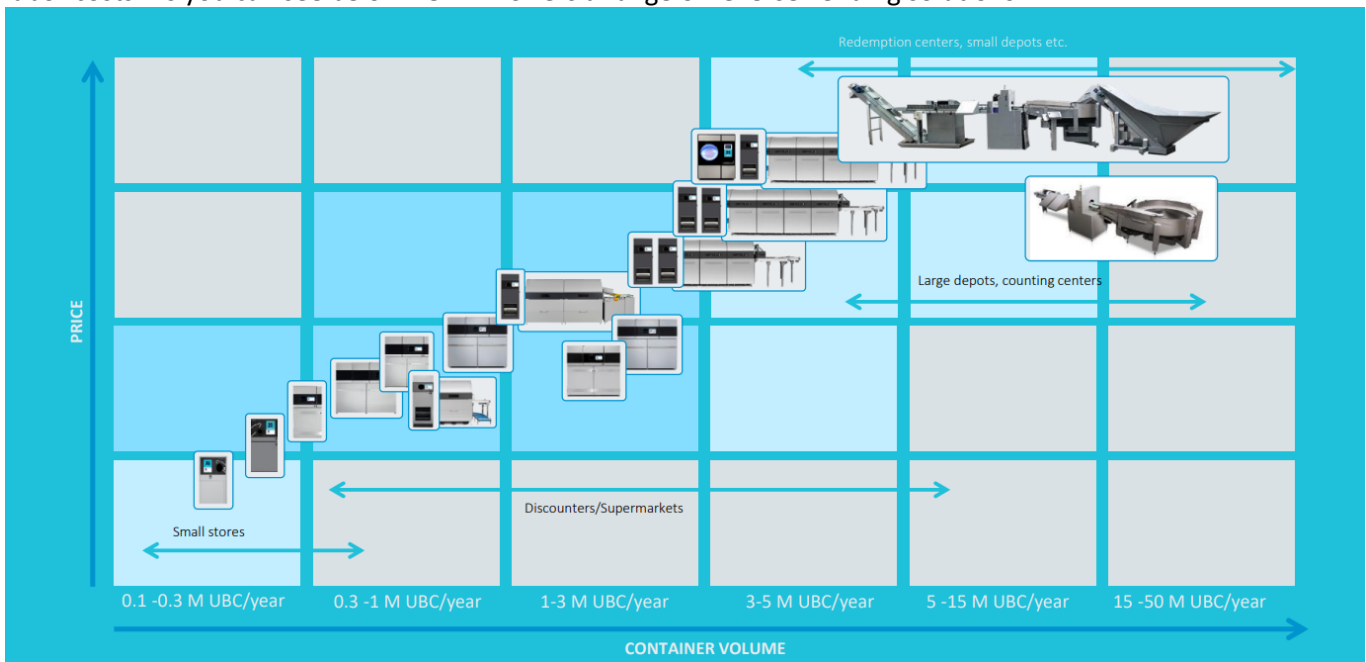 Redemption centers, small depots etc.
Large depots, counting centers
PRICE
Discounters/Supermarkets
Small stores
0.1 -0.3 M UBC/year
0.3 -1 M UBC/year
1-3 M UBC/year
3-5 M UBC/year
5 -15 M UBC/year
15 -50 M UBC/year
CONTAINER VOLUME